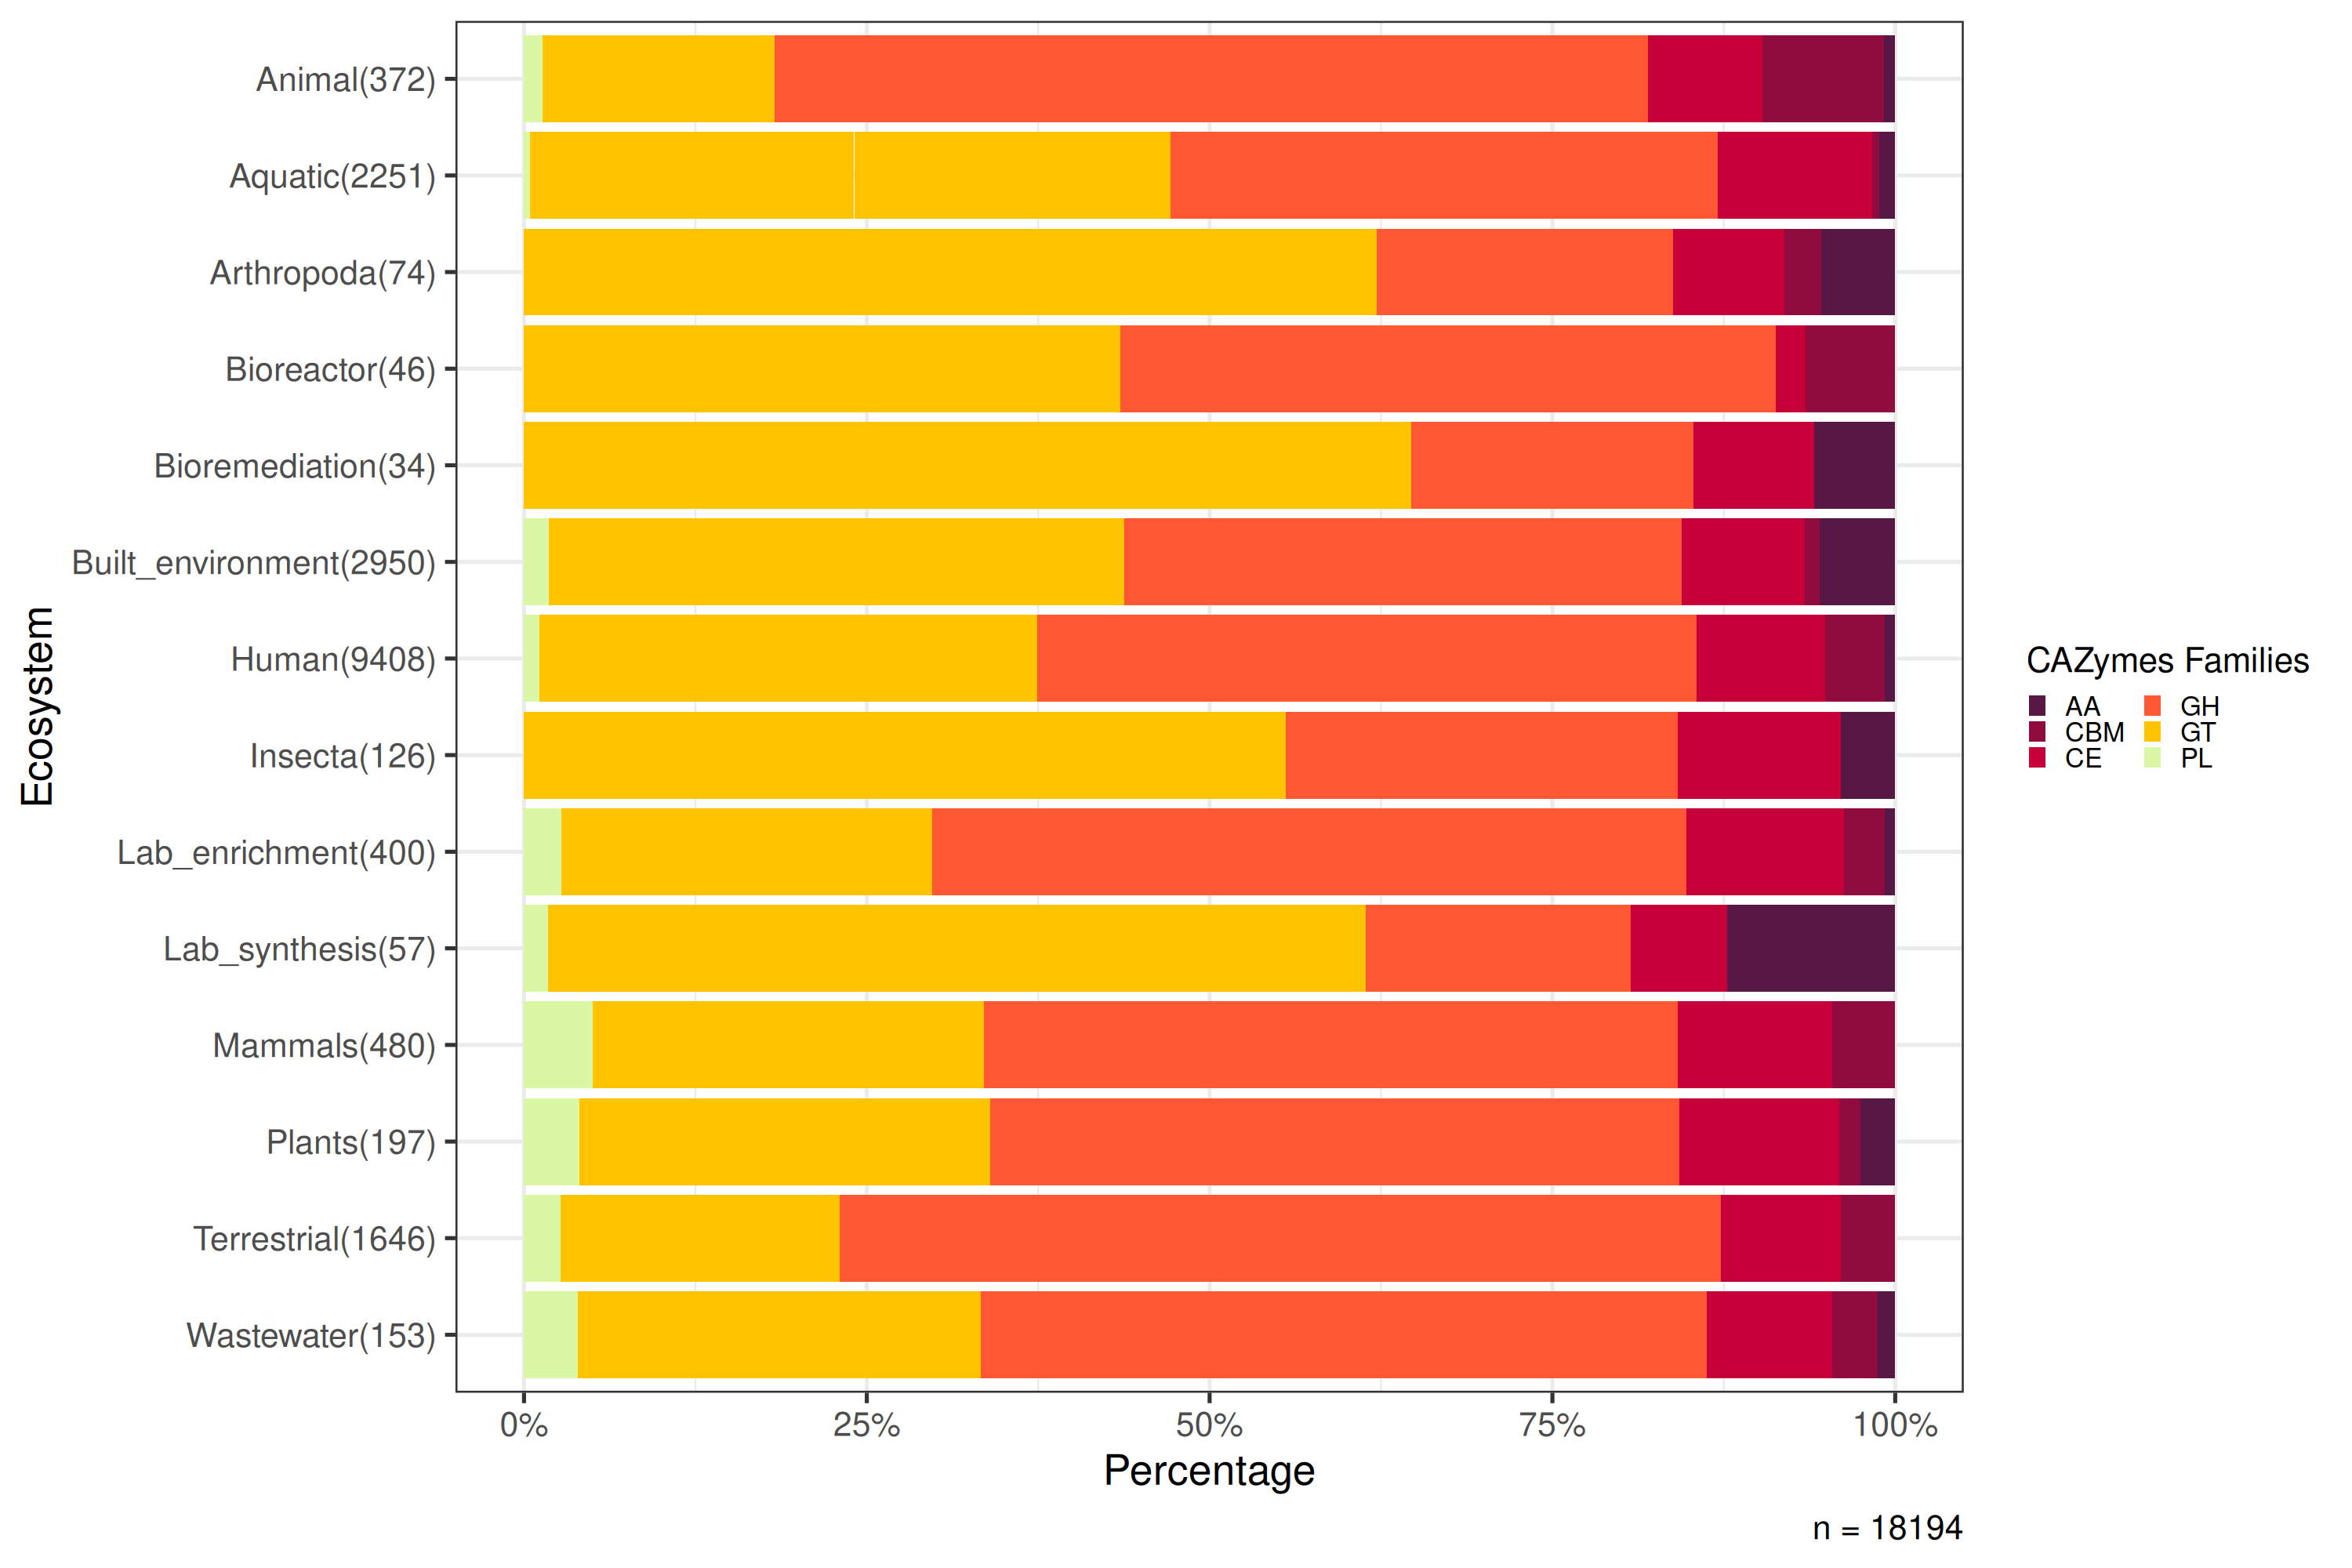 Ecosystem
Animal(372)
Aquatic(2251)
Arthropoda(74)
Bioreactor(46)
Bioremediation(34)
Built_environment(2950)
Human(9408)
Insecta(126)
Lab_enrichment(400)
Lab_synthesis(57)
Mammals(480)
Plants(197)
Terrestrial(1646)
Wastewater(153)
0% 25% 50% 75% 100%
Percentage
n = 18194
CAZymes Families
AA GH
CBM GT
CE PL